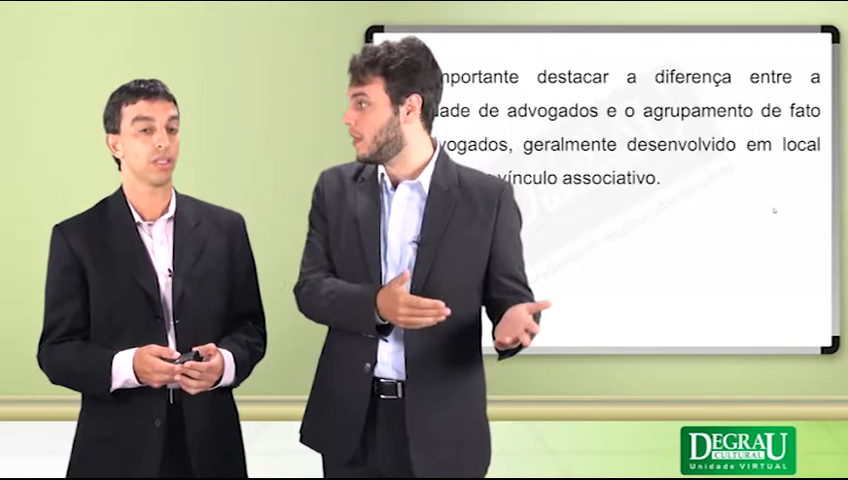 mportante destacar a diferença entre a
dade de advogados e o agrupamento de fato
vogados, geralmente desenvolvido em local
vínculo associativo.
DEGRAU
CULTURAL
Unidade VIRTUAL